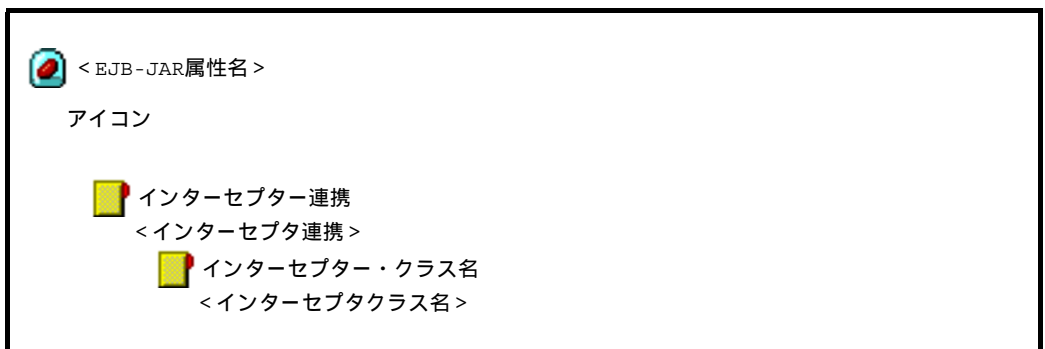 <EJB-JAR属性名>
アイコン
インターセプター連携
<インターセプタ連携>
インターセプター・クラス名
<インターセプタクラス名>